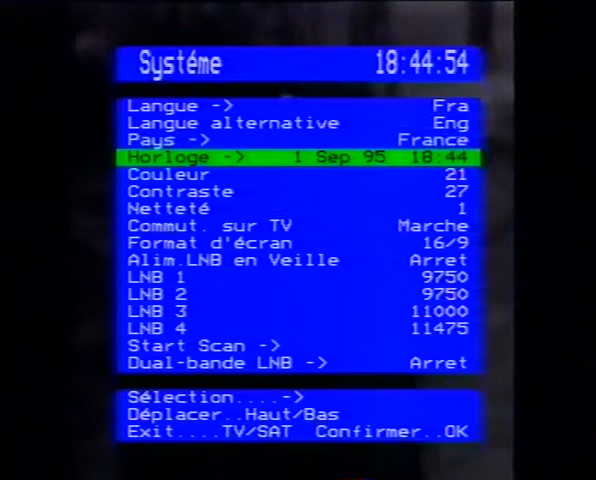 Systéme 18:44:54
Langue -> Fra
Langue alternative Eng
Pays -> France
Horloge -> 1 Sep 95 18:44
Couleur 21
Contraste 27
Netteté 1
Commut. sur TV Marche
Format d'écran 16/9
Alim.LNB en Veille Arret
LNB 1 9750
LNB 2 9750
LNB 3 11000
LNB 4 11475
Start Scan ->
Dual-bande LNB -> Arret
Sélection....->
Déplacer..Haut/Bas
Exit....TV/SAT Confirmer..OK